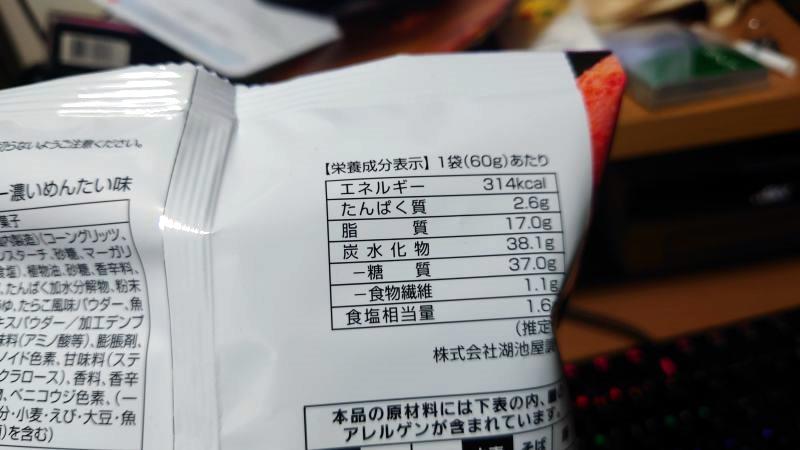 らないようご注意ください。
濃いめんたい味
菓子
(コーングリッツ、
スターチ、砂糖、マーガリ
食塩)、植物油、砂糖、香辛料、
たんぱく加水分解物、粉末
ゆ、たらこ風味パウダー、魚
キスパウダー/加工デンプ
味料(アミノ酸等)、膨脹剤、
ノイド色素、甘味料(ステ
クラロース)、香料、香辛
ベニコウジ色素、(一
分・小麦・えび・大豆・魚
を含む)
【栄養成分表示】1袋(60g)あたり
エネルギー 314kcal
たんぱく質 2.6g
脂質 17.0g
炭水化物 38.1g
−糖質 37.0g
−食物繊維 1.1g
食塩相当量 1.6
(推定
株式会社湖池屋
本品の原材料には下表の内、
アレルゲンが含まれています。
そば